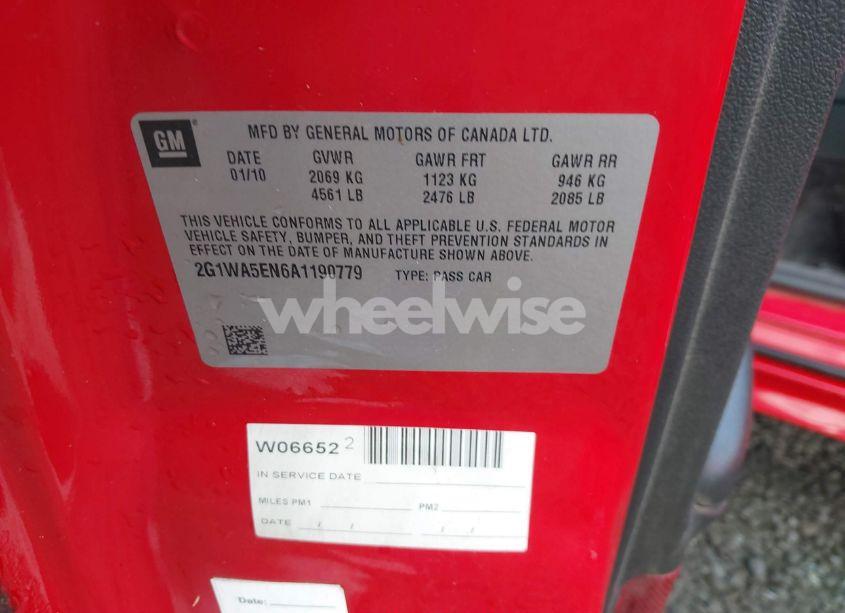 GM
MFD BY GENERAL MOTORS OF CANADA LTD.
DATE GVWR GAWR FRT GAWR RR
01/10 2069 KG 1123 KG 946 KG
4561 LB 2476 LB 2085 LB
THIS VEHICLE CONFORMS TO ALL APPLICABLE U.S. FEDERAL MOTOR
VEHICLE SAFETY, BUMPER, AND THEFT PREVENTION STANDARDS IN
EFFECT ON THE DATE OF MANUFACTURE SHOWN ABOVE.
2G1WA5EN6A1190779 TYPE: PASS CAR
wheelwise
W06652 2
IN SERVICE DATE
MILES PM1 PM2
DATE / / / /
Date: